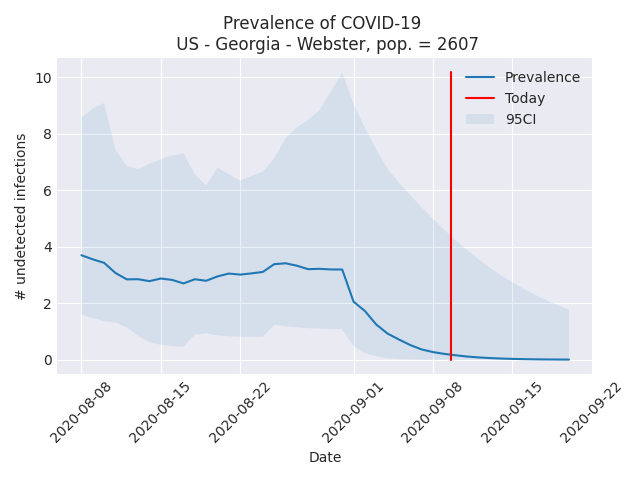 Prevalence of COVID-19
US - Georgia - Webster, pop. = 2607
# undetected infections
10
8
6
4
2
0
Prevalence
Today
95CI
2020-08-08
2020-08-15
2020-08-22
2020-09-01
2020-09-08
2020-09-15
2020-09-22
Date